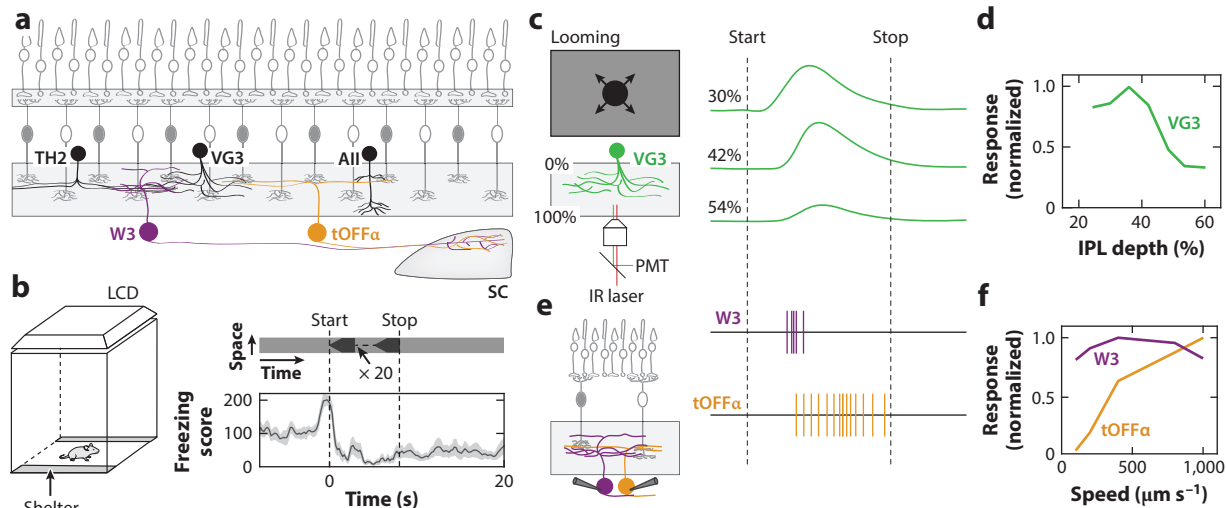 a
TH2
VG3
AII
W3
tOFFα
SC
b
LCD
Shelter
Start
Stop
Space
Time
× 20
Freezing
score
200
100
0
0
20
Time (s)
c
Looming
0%
VG3
100%
PMT
IR laser
Start
Stop
30%
42%
54%
W3
tOFFα
d
Response
(normalized)
1.0
0.5
0
VG3
20
40
60
IPL depth (%)
e
f
Response
(normalized)
1.0
0.5
0
W3
tOFFα
0
500
1,000
Speed (μm s⁻¹)